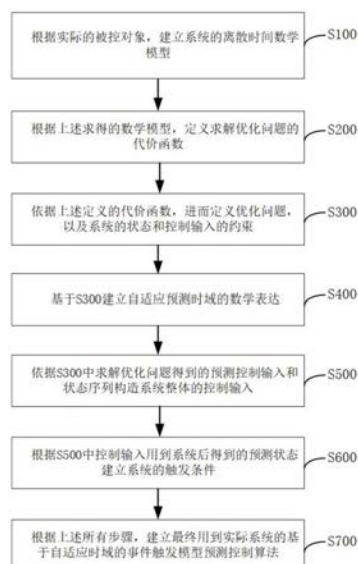 根据实际的被控对象，建立系统的离散时间数学
模型
S100
根据上述求得的数学模型，定义求解优化问题的
代价函数
S200
依据上述定义的代价函数，进而定义优化问题，
以及系统的状态和控制输入的约束
S300
基于S300建立自适应预测时域的数学表达
S400
依据S300中求解优化问题得到的预测控制输入和
状态序列构造系统整体的控制输入
S500
根据S500中控制输入用到系统后得到的预测状态
建立系统的触发条件
S600
根据上述所有步骤，建立最终用到实际系统的基
于自适应时域的事件触发模型预测控制算法
S700